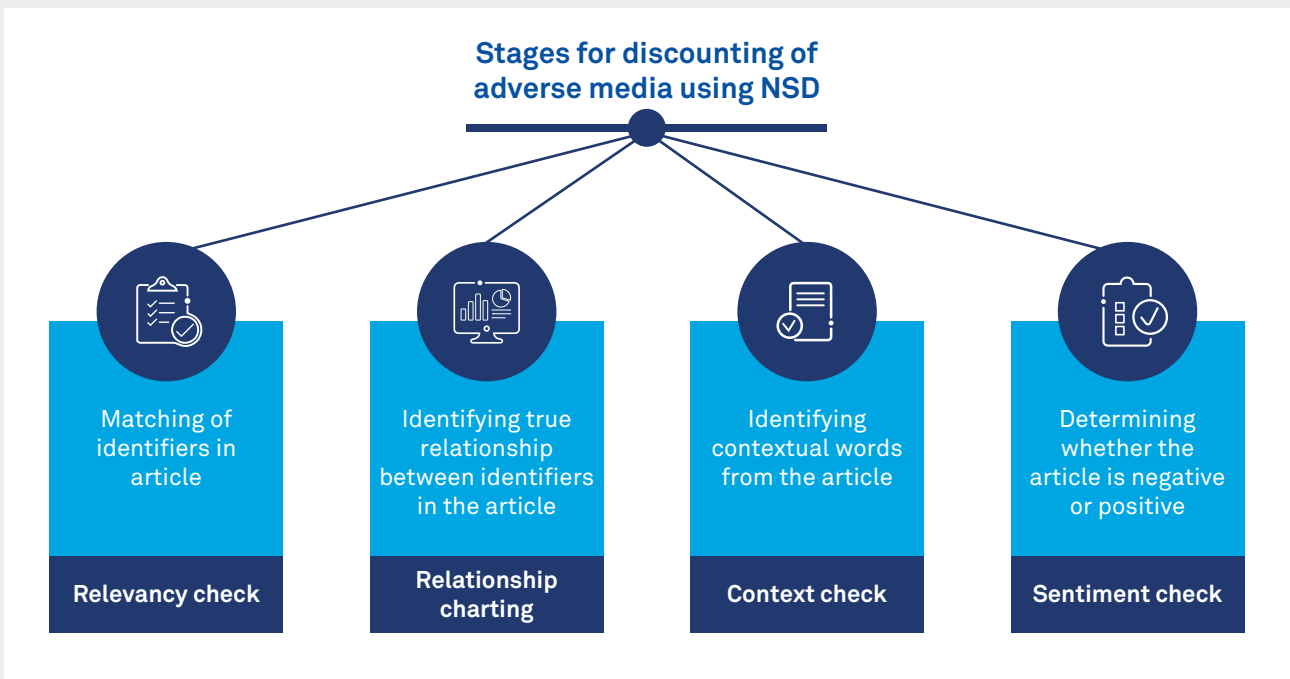 Stages for discounting of
adverse media using NSD
Matching of
identifiers in
article
Relevancy check
Identifying true
relationship
between identifiers
in the article
Relationship
charting
Identifying
contextual words
from the article
Context check
Determining
whether the
article is negative
or positive
Sentiment check